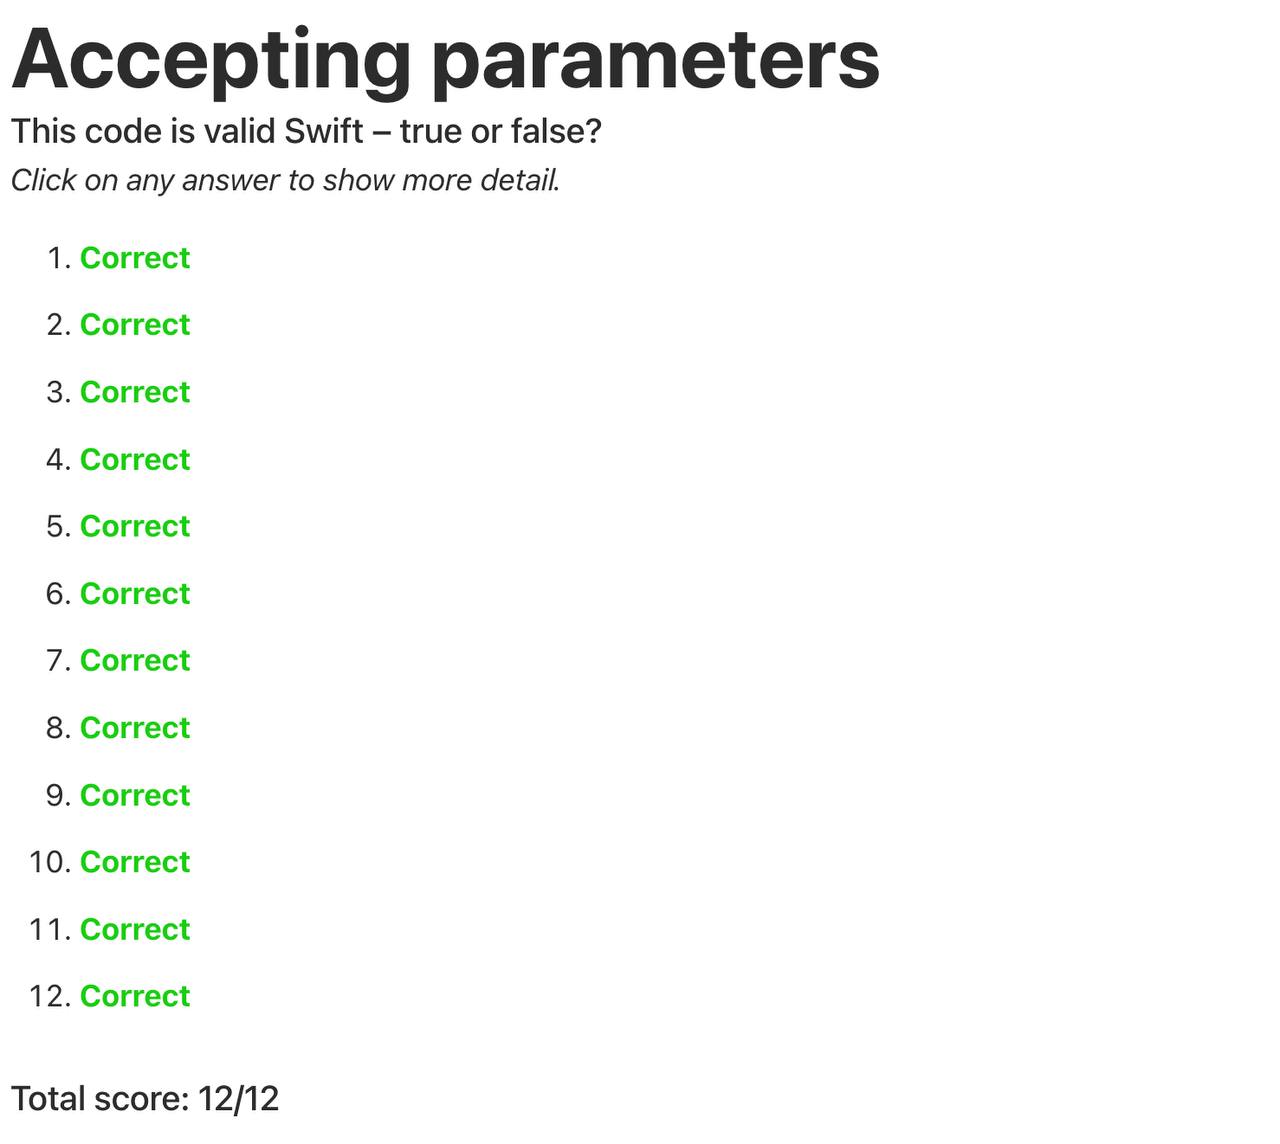 Accepting parameters
This code is valid Swift – true or false?
Click on any answer to show more detail.
1. Correct
2. Correct
3. Correct
4. Correct
5. Correct
6. Correct
7. Correct
8. Correct
9. Correct
10. Correct
11. Correct
12. Correct
Total score: 12/12